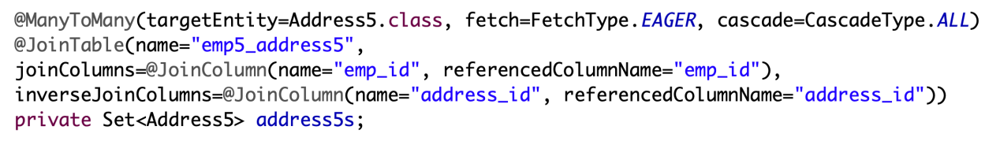 @ManyToMany(targetEntity=Address5.class, fetch=FetchType.EAGER, cascade=CascadeType.ALL)
@JoinTable(name="emp5_address5",
joinColumns=@JoinColumn(name="emp_id", referencedColumnName="emp_id"),
inverseJoinColumns=@JoinColumn(name="address_id", referencedColumnName="address_id"))
private Set<Address5> address5s;